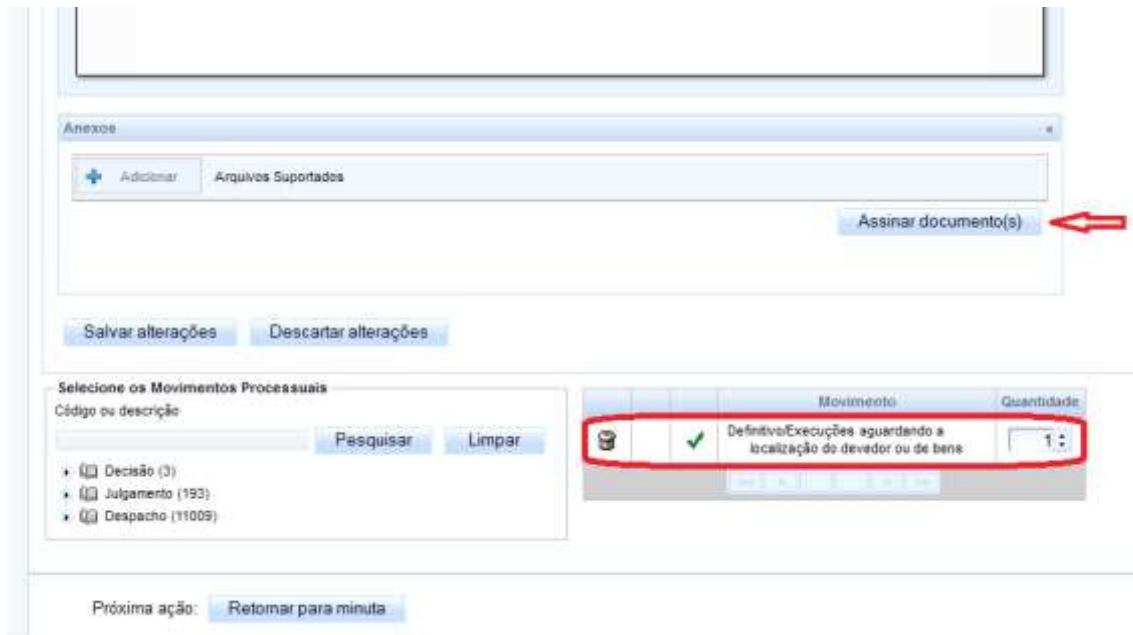 Anexos
Adicionar Arquivos Suportados
Assinar documento(s)
Salvar alterações Descartar alterações
Selecione os Movimentos Processuais
Código ou descrição
Pesquisar Limpar
Decisão (3)
Julgamento (193)
Despacho (11009)
Movimento Quantidade
Definitivo/Execuções aguardando a
localização do devedor ou de bens
1
Próxima ação: Retornar para minuta